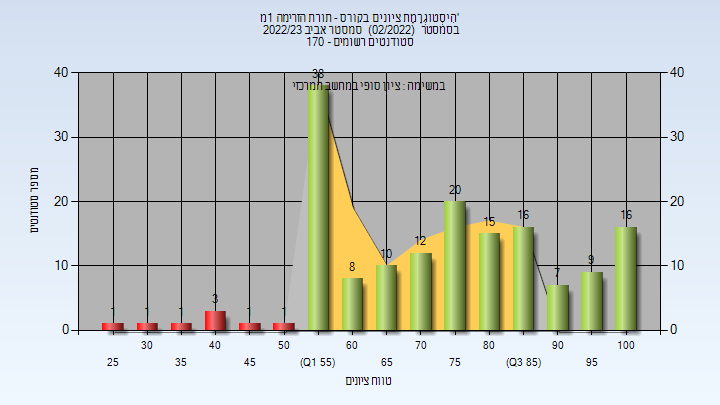 היסטוגרמת ציונים בקורס - תורת הזרימה 1מ'
בסמסטר (02/2022) סמסטר אביב 2022/23
סטודנטים רשומים - 170
במשימה : ציון סופי במחשב המרכזי
40 40
30 30
20 20
10 10
0 0
1 1 1 3 1 1 38 8 10 12 20 15 16 7 9 16
מספר סטודנטים
30 40 50 60 70 80 90 100
25 35 45 (Q1 55) 65 75 (Q3 85) 95
טווח ציונים